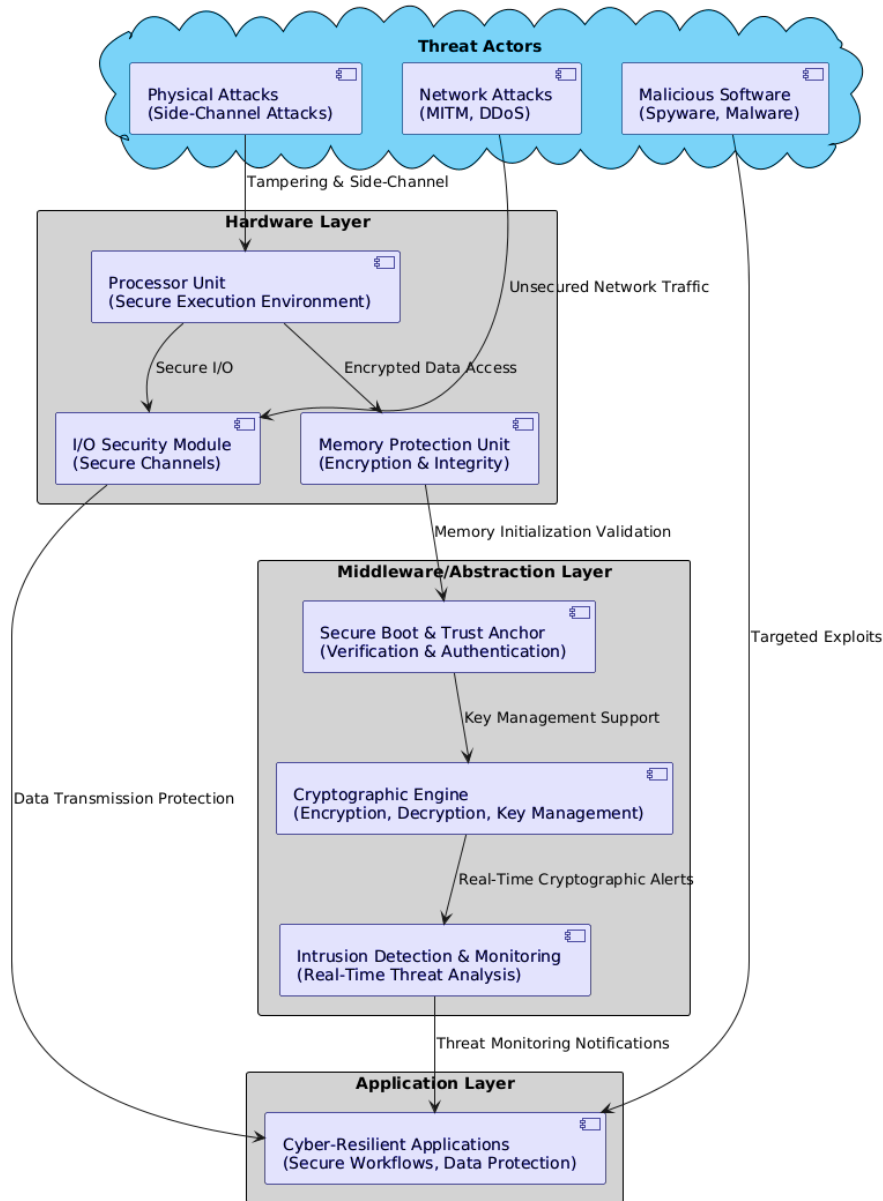 Threat Actors
Physical Attacks
(Side-Channel Attacks)
Network Attacks
(MITM, DDoS)
Malicious Software
(Spyware, Malware)
Tampering & Side-Channel
Hardware Layer
Processor Unit
(Secure Execution Environment)
Unsecured Network Traffic
Secure I/O
Encrypted Data Access
I/O Security Module
(Secure Channels)
Memory Protection Unit
(Encryption & Integrity)
Memory Initialization Validation
Middleware/Abstraction Layer
Secure Boot & Trust Anchor
(Verification & Authentication)
Targeted Exploits
Key Management Support
Cryptographic Engine
(Encryption, Decryption, Key Management)
Data Transmission Protection
Real-Time Cryptographic Alerts
Intrusion Detection & Monitoring
(Real-Time Threat Analysis)
Threat Monitoring Notifications
Application Layer
Cyber-Resilient Applications
(Secure Workflows, Data Protection)